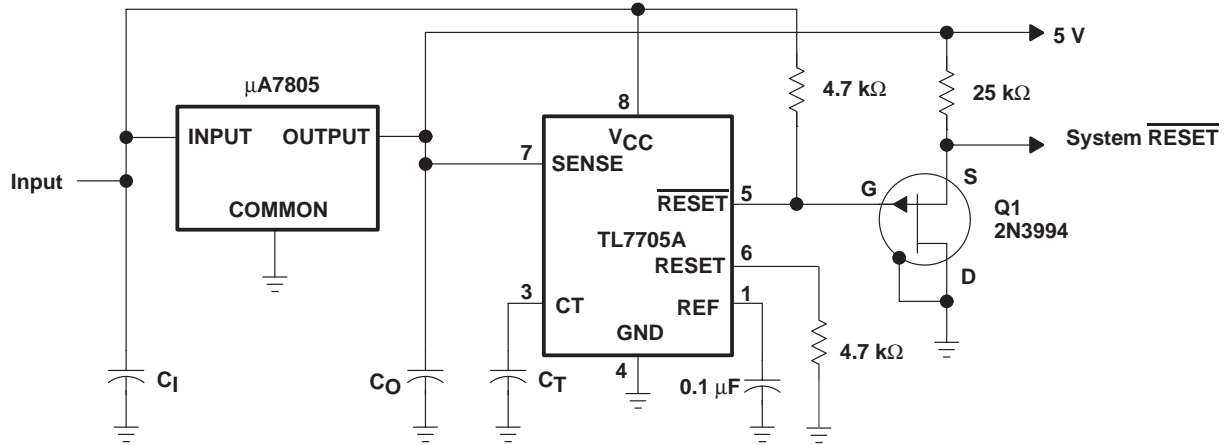 5 V
μA7805
4.7 kΩ
25 kΩ
8
INPUT OUTPUT
VCC
System RESET
7
SENSE
Input
S
COMMON
RESET
5
G
Q1
2N3994
TL7705A
6
RESET
D
3
CT
REF
1
GND
4.7 kΩ
4
CI
CO
CT
0.1 μF